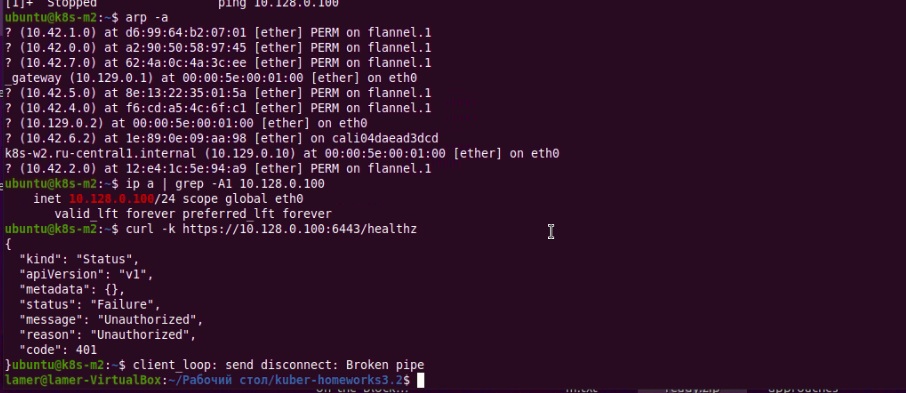 [1]+  Stopped                 ping 10.128.0.100
ubuntu@k8s-m2:~$ arp -a
? (10.42.1.0) at d6:99:64:b2:07:01 [ether] PERM on flannel.1
? (10.42.0.0) at a2:90:50:58:97:45 [ether] PERM on flannel.1
? (10.42.7.0) at 62:4a:0c:4a:3c:ee [ether] PERM on flannel.1
_gateway (10.129.0.1) at 00:00:5e:00:01:00 [ether] on eth0
? (10.42.5.0) at 8e:13:22:35:01:5a [ether] PERM on flannel.1
? (10.42.4.0) at f6:cd:a5:4c:6f:c1 [ether] PERM on flannel.1
? (10.129.0.2) at 00:00:5e:00:01:00 [ether] on eth0
? (10.42.6.2) at 1e:89:0e:09:aa:98 [ether] on cali04daead3dcd
k8s-w2.ru-central1.internal (10.129.0.10) at 00:00:5e:00:01:00 [ether] on eth0
? (10.42.2.0) at 12:e4:1c:5e:94:a9 [ether] PERM on flannel.1
ubuntu@k8s-m2:~$ ip a | grep -A1 10.128.0.100
    inet 10.128.0.100/24 scope global eth0
       valid_lft forever preferred_lft forever
ubuntu@k8s-m2:~$ curl -k https://10.128.0.100:6443/healthz
{
  "kind": "Status",
  "apiVersion": "v1",
  "metadata": {},
  "status": "Failure",
  "message": "Unauthorized",
  "reason": "Unauthorized",
  "code": 401
}ubuntu@k8s-m2:~$ client_loop: send disconnect: Broken pipe
lamer@lamer-VirtualBox:~/Рабочий стол/kuber-homeworks3.2$